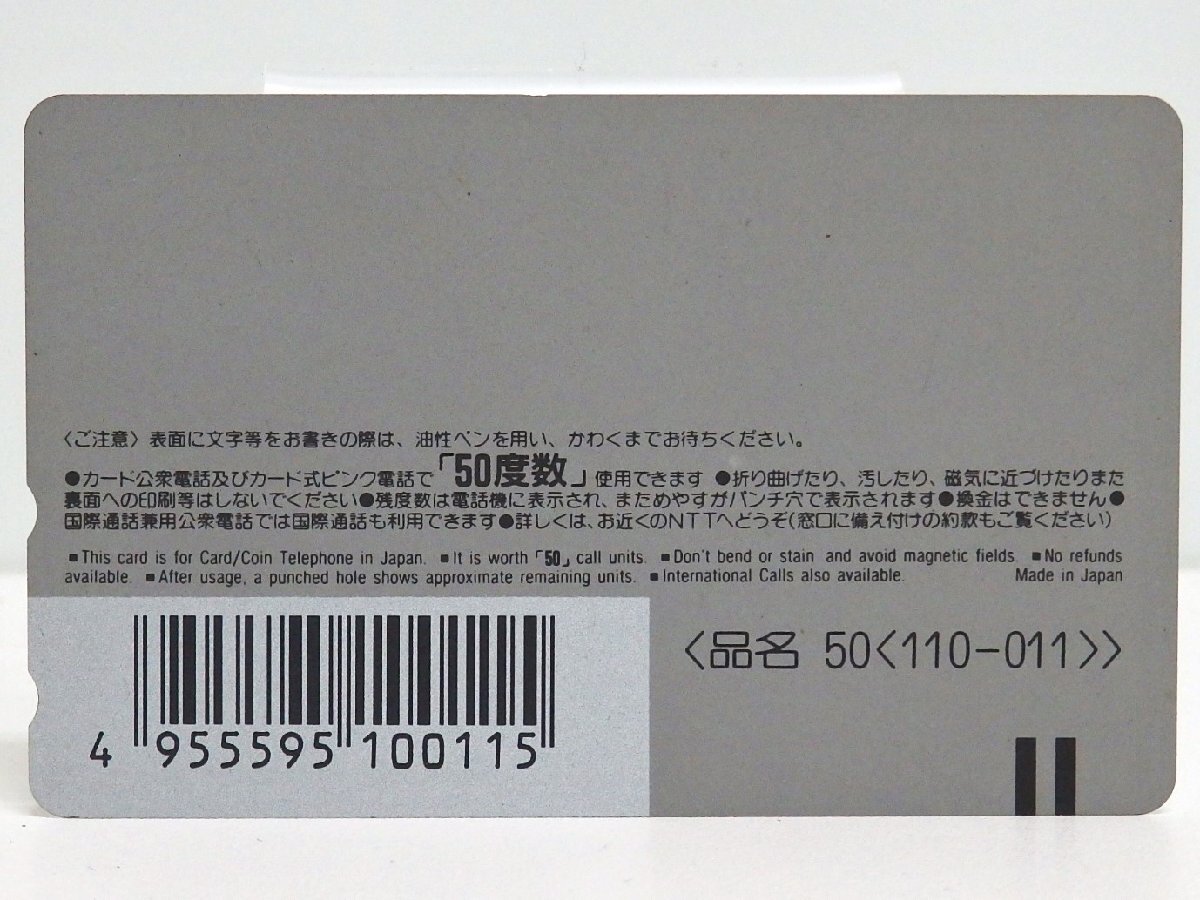 〈ご注意〉表面に文字等をお書きの際は、油性ペンを用い、かわくまでお待ちください。
●カード公衆電話及びカード式ピンク電話で「50度数」使用できます ●折り曲げたり、汚したり、磁気に近づけたりまた
裏面への印刷等はしないでください●残度数は電話機に表示され、まためやすがパンチ穴で表示されます●換金はできません●
国際通話兼用公衆電話では国際通話も利用できます●詳しくは、お近くのNTTへどうぞ(窓口に備え付けの約款もご覧ください)
■This card is for Card/Coin Telephone in Japan. ■It is worth「50」call units. ■Don't bend or stain and avoid magnetic fields. ■No refunds
available. ■After usage, a punched hole shows approximate remaining units. ■International Calls also available. Made in Japan
〈品名 50〈110-011〉〉
4 955595 100115